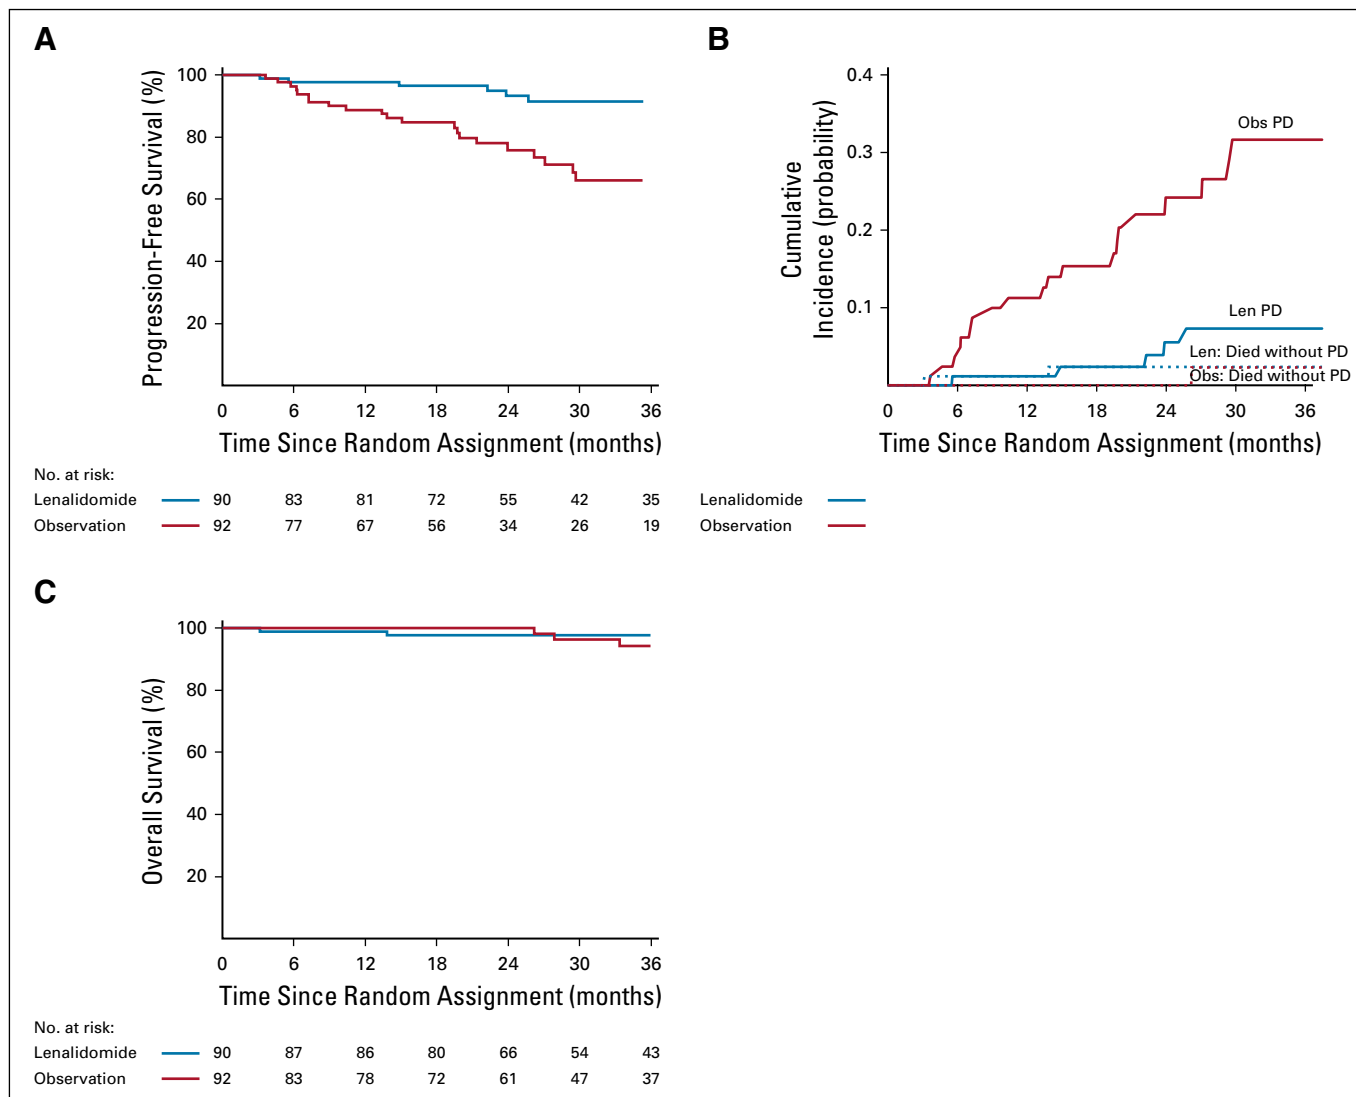 A
Progression-Free Survival (%)
100
80
60
40
20
0 6 12 18 24 30 36
Time Since Random Assignment (months)
No. at risk:
Lenalidomide 90 83 81 72 55 42 35
Observation 92 77 67 56 34 26 19
B
Cumulative
Incidence (probability)
0.4
0.3
0.2
0.1
Obs PD
Len PD
Len: Died without PD
Obs: Died without PD
0 6 12 18 24 30 36
Time Since Random Assignment (months)
Lenalidomide
Observation
C
Overall Survival (%)
100
80
60
40
20
0 6 12 18 24 30 36
Time Since Random Assignment (months)
No. at risk:
Lenalidomide 90 87 86 80 66 54 43
Observation 92 83 78 72 61 47 37